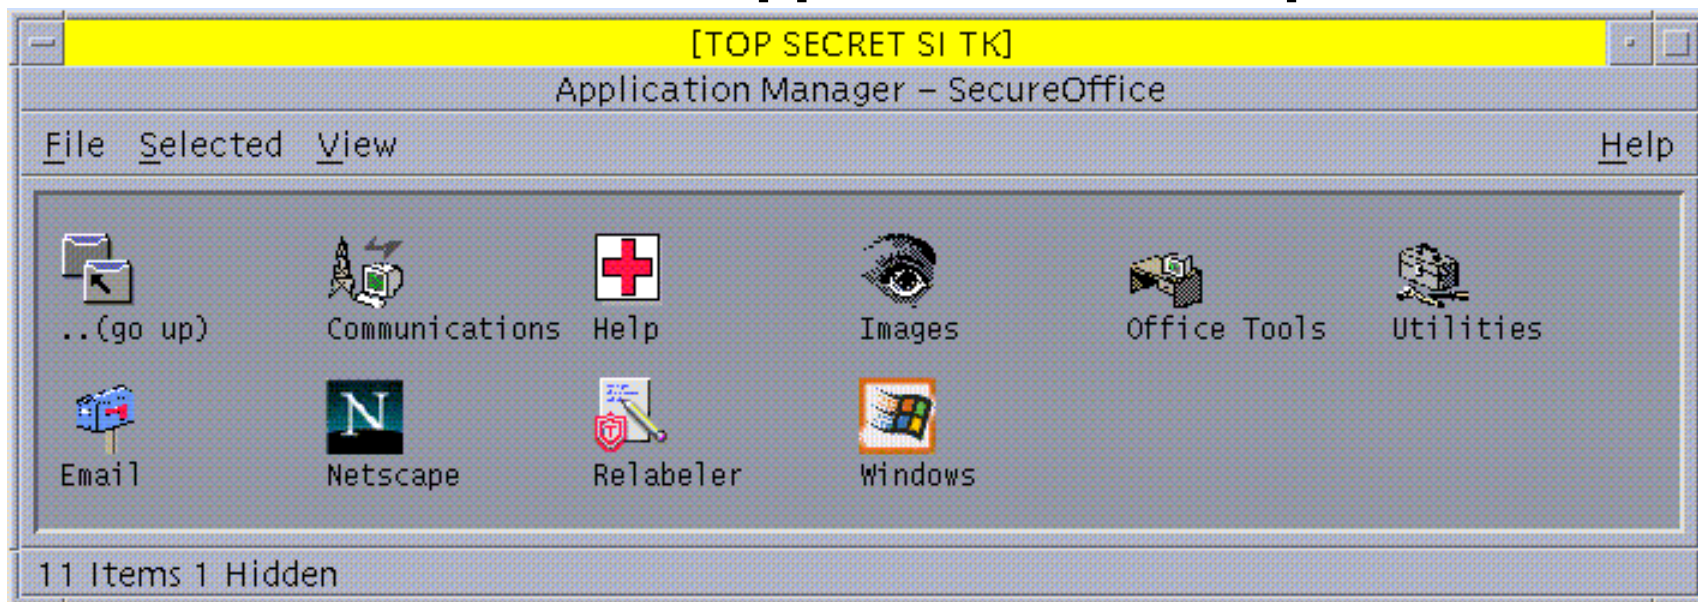 [TOP SECRET SI TK]
Application Manager – SecureOffice
File Selected View Help
..(go up) Communications Help Images Office Tools Utilities
N
T
Email Netscape Relabeler Windows
11 Items 1 Hidden